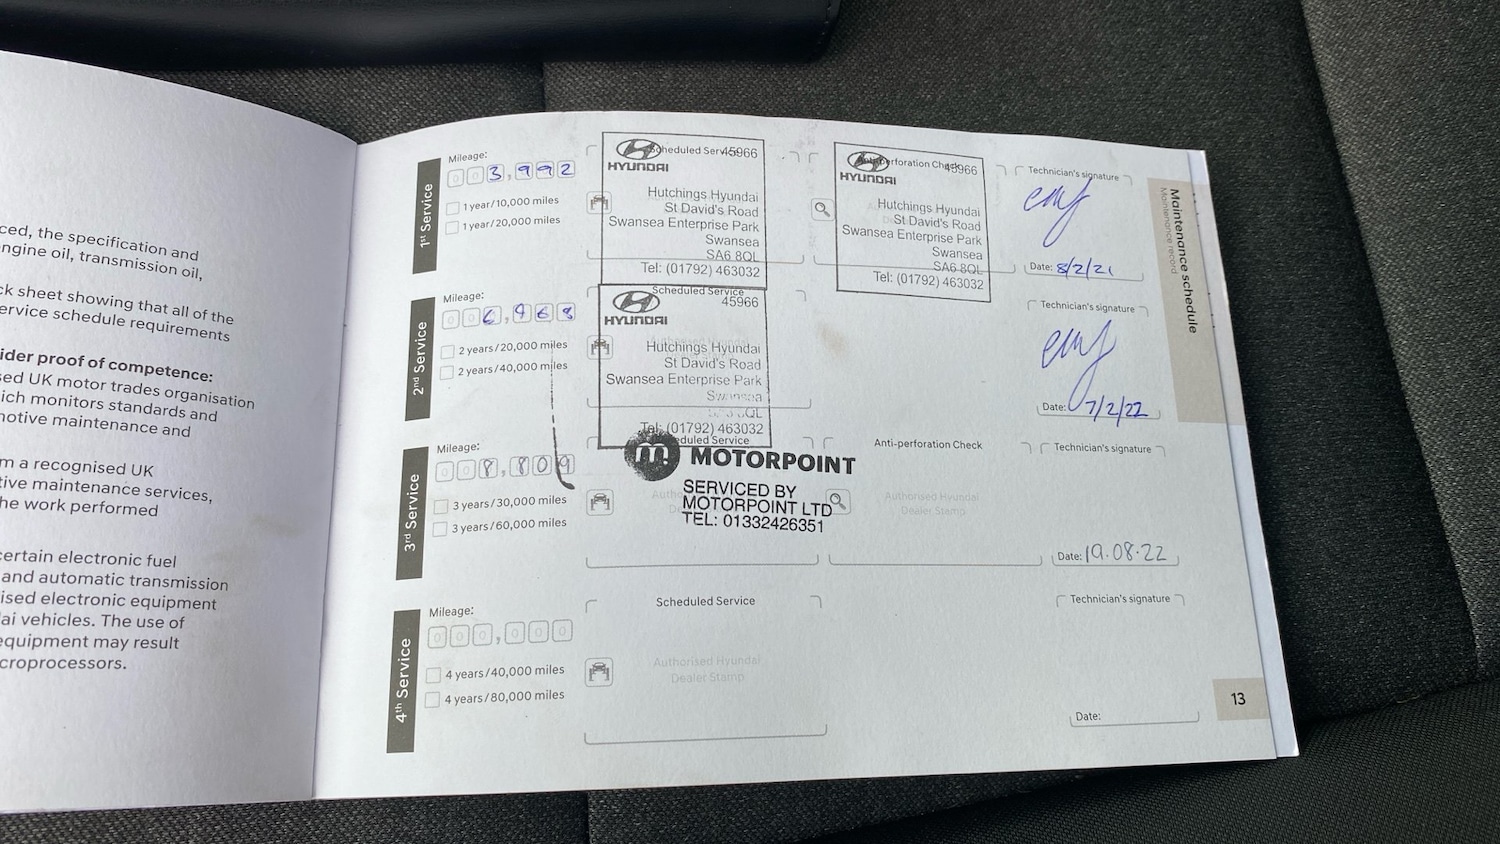 ced, the specification and
ngine oil, transmission oil,
ck sheet showing that all of the
ervice schedule requirements
ider proof of competence:
sed UK motor trades organisation
ich monitors standards and
notive maintenance and
m a recognised UK
tive maintenance services,
he work performed
certain electronic fuel
and automatic transmission
ised electronic equipment
ai vehicles. The use of
equipment may result
croprocessors.
Maintenance schedule
Maintenance record
1st Service
Mileage:
003,992
1 year/10,000 miles
1 year/20,000 miles
Scheduled Serv 45966
HYUNDAI
Hutchings Hyundai
St David's Road
Swansea Enterprise Park
Swansea
SA6 8QL
Tel: (01792) 463032
Anti-perforation Check 45966
HYUNDAI
Hutchings Hyundai
St David's Road
Swansea Enterprise Park
Swansea
SA6 8QL
Tel: (01792) 463032
Technician's signature
Date: 8/2/21
2nd Service
Mileage:
006,968
2 years/20,000 miles
2 years/40,000 miles
Scheduled Service
45966
HYUNDAI
Hutchings Hyundai
St David's Road
Swansea Enterprise Park
Swansea
Tel: (01792) 463032
Technician's signature
Date: 7/2/22
3rd Service
Mileage:
008,809
3 years/30,000 miles
3 years/60,000 miles
Scheduled Service
m. MOTORPOINT
SERVICED BY
MOTORPOINT LTD
TEL: 01332426351
Anti-perforation Check
Authorised Hyundai
Dealer Stamp
Technician's signature
Date: 19.08.22
4th Service
Mileage:
000,000
4 years/40,000 miles
4 years/80,000 miles
Scheduled Service
Authorised Hyundai
Dealer Stamp
Technician's signature
Date:
13